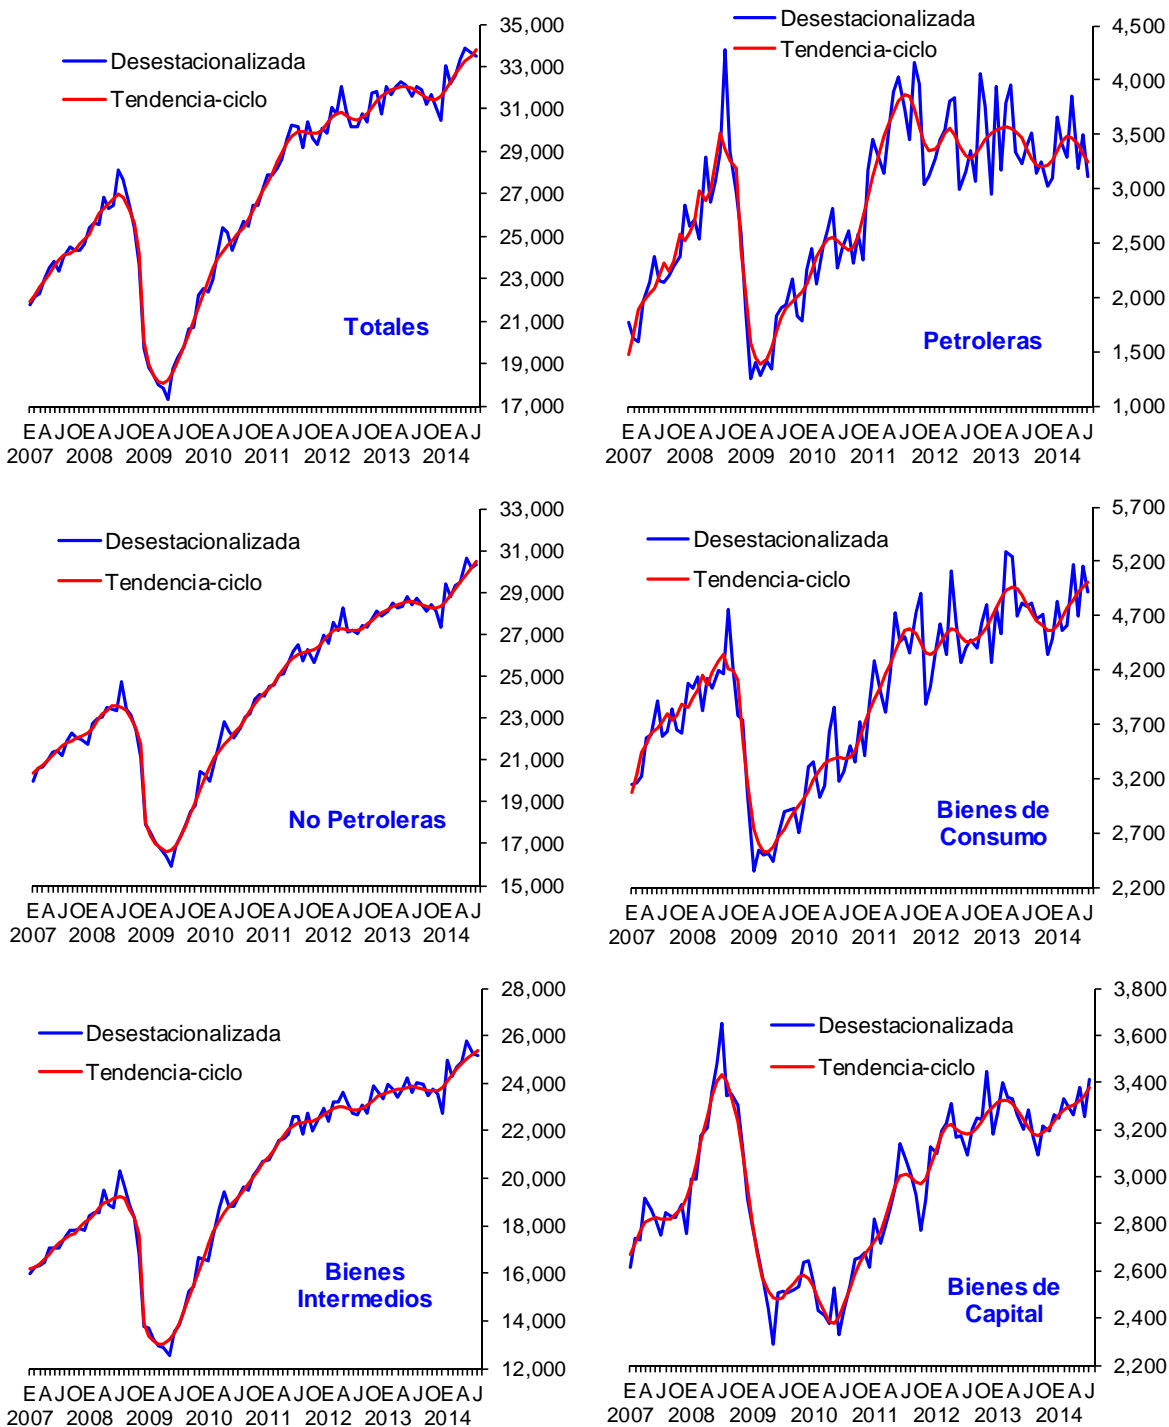 35,000
33,000
31,000
29,000
27,000
25,000
23,000
21,000
19,000
17,000
Desestacionalizada
Tendencia-ciclo
Totales
E A J O E A J O E A J O E A J O E A J O E A J O E A J O E A J
2007 2008 2009 2010 2011 2012 2013 2014
4,500
4,000
3,500
3,000
2,500
2,000
1,500
1,000
Desestacionalizada
Tendencia-ciclo
Petroleras
E A J O E A J O E A J O E A J O E A J O E A J O E A J O E A J
2007 2008 2009 2010 2011 2012 2013 2014
33,000
31,000
29,000
27,000
25,000
23,000
21,000
19,000
17,000
15,000
Desestacionalizada
Tendencia-ciclo
No Petroleras
E A J O E A J O E A J O E A J O E A J O E A J O E A J O E A J
2007 2008 2009 2010 2011 2012 2013 2014
5,700
5,200
4,700
4,200
3,700
3,200
2,700
2,200
Desestacionalizada
Tendencia-ciclo
Bienes de
Consumo
E A J O E A J O E A J O E A J O E A J O E A J O E A J O E A J
2007 2008 2009 2010 2011 2012 2013 2014
28,000
26,000
24,000
22,000
20,000
18,000
16,000
14,000
12,000
Desestacionalizada
Tendencia-ciclo
Bienes
Intermedios
E A J O E A J O E A J O E A J O E A J O E A J O E A J O E A J
2007 2008 2009 2010 2011 2012 2013 2014
3,800
3,600
3,400
3,200
3,000
2,800
2,600
2,400
2,200
Desestacionalizada
Tendencia-ciclo
Bienes de
Capital
E A J O E A J O E A J O E A J O E A J O E A J O E A J O E A J
2007 2008 2009 2010 2011 2012 2013 2014